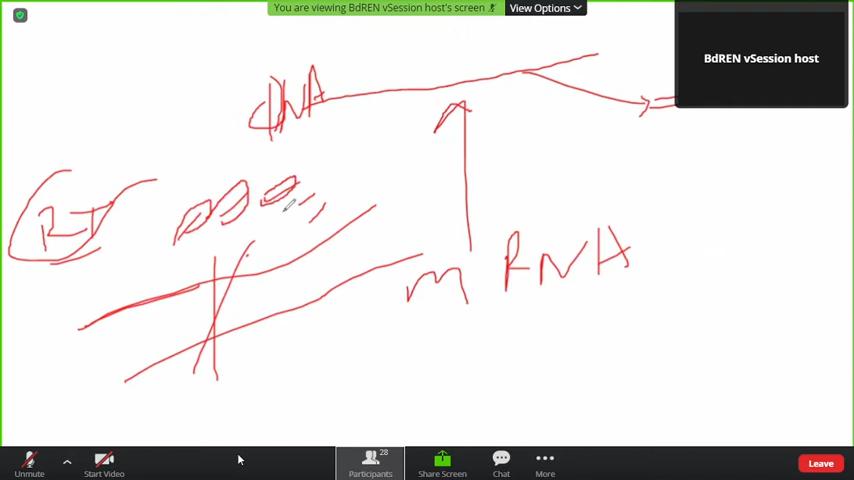 You are viewing BdREN vSession host's screen
View Options
BdREN vSession host
DNA
RT
m RNA
Unmute
Start Video
28
Participants
Share Screen
Chat
More
Leave